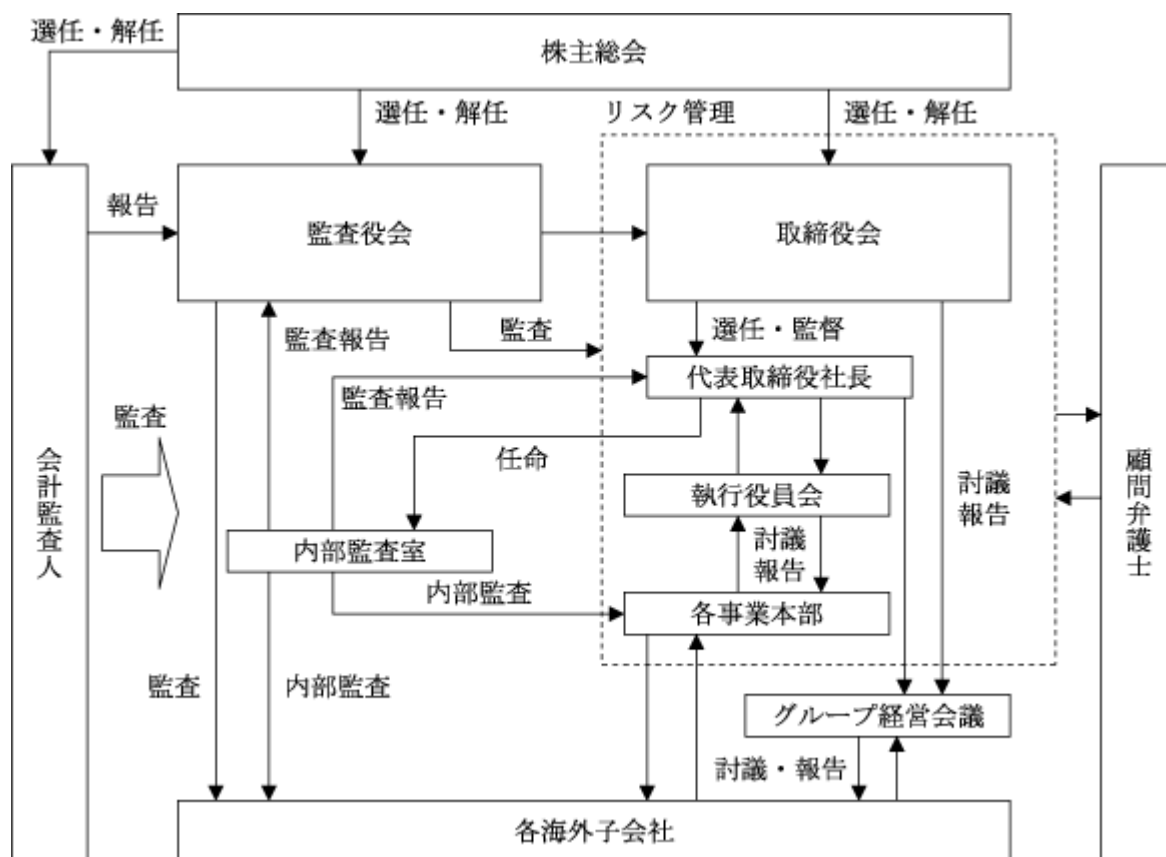 選任・解任
株主総会
選任・解任
リスク管理
選任・解任
報告
監査役会
取締役会
監査報告
監査
選任・監督
代表取締役社長
監査報告
監査
任命
会計監査人
執行役員会
討議
報告
顧問弁護士
内部監査室
討議
報告
内部監査
各事業本部
監査
内部監査
グループ経営会議
討議・報告
各海外子会社